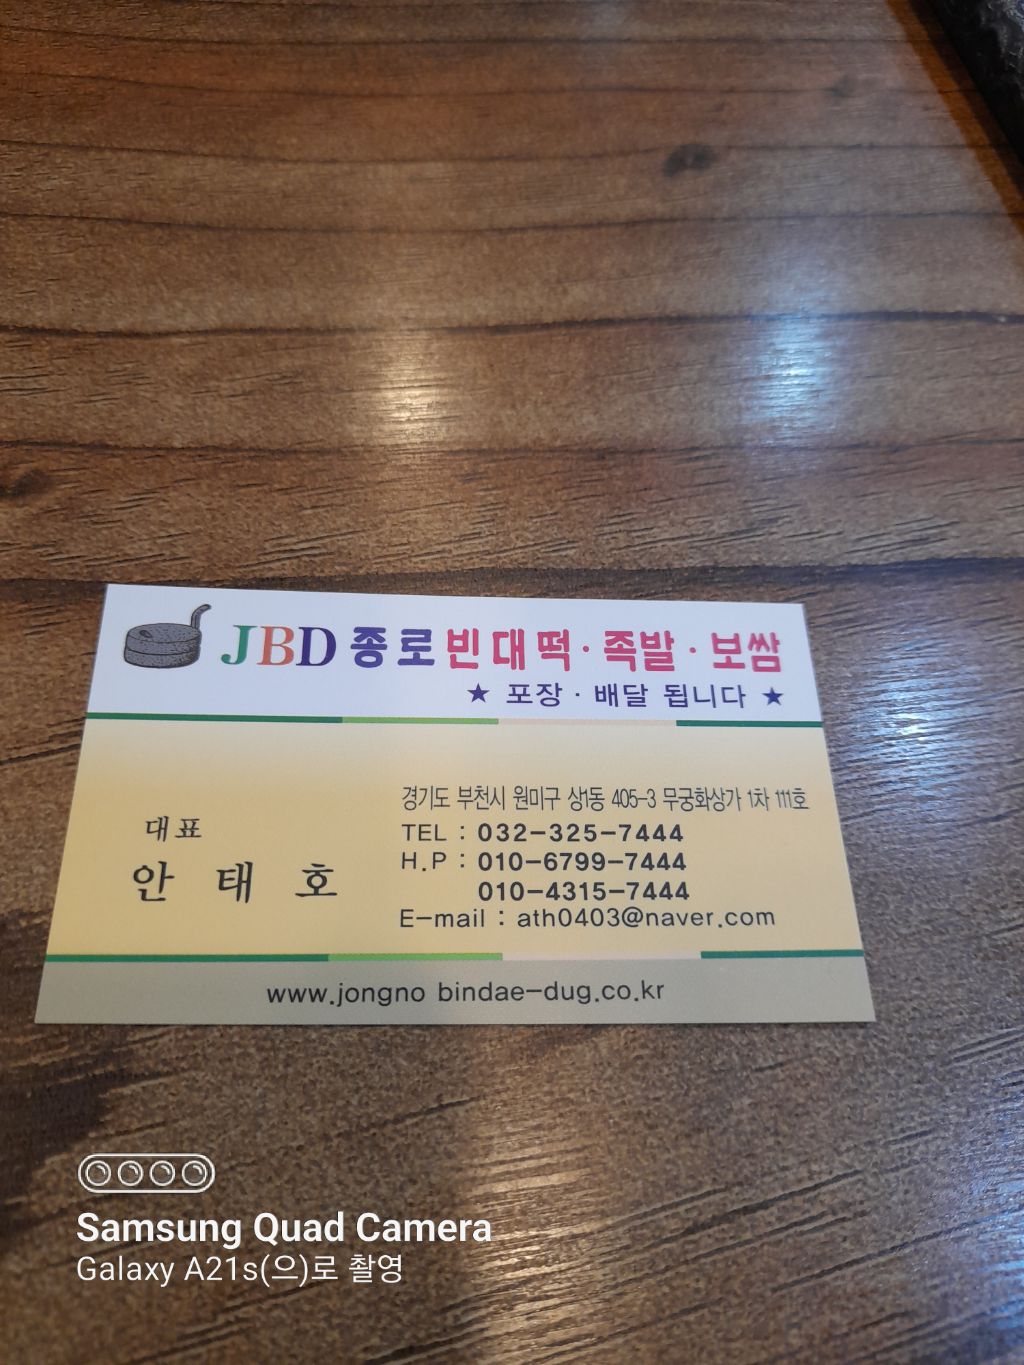 JBD 종로빈대떡·족발·보쌈
★ 포장·배달 됩니다 ★
경기도 부천시 원미구 상1동 405-3 무궁화상가 1차 111호
대표
TEL : 032-325-7444
안 태 호
H.P : 010-6799-7444
010-4315-7444
E-mail : ath0403@naver.com
www.jongno bindae-dug.co.kr
Samsung Quad Camera
Galaxy A21s(으)로 촬영